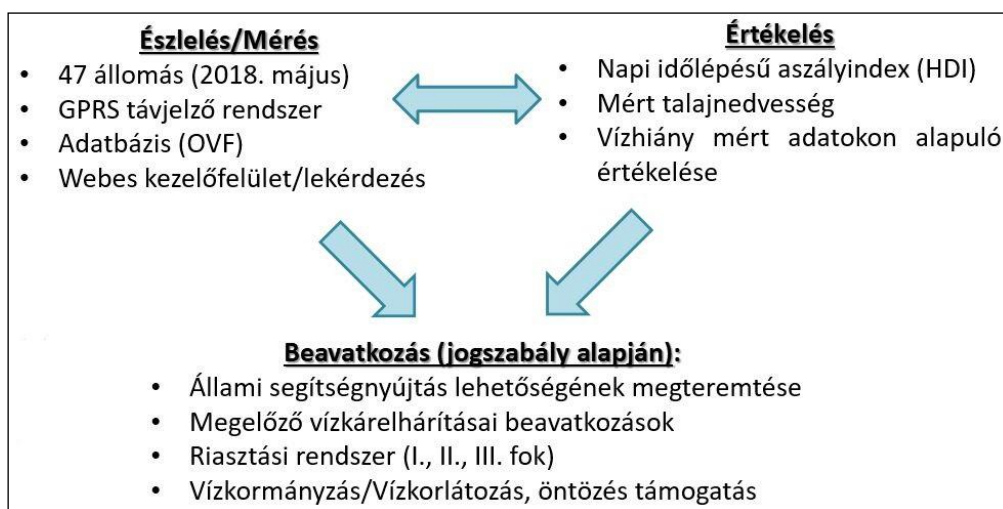 Észlelés/Mérés
• 47 állomás (2018. május)
• GPRS távjelző rendszer
• Adatbázis (OVF)
• Webes kezelőfelület/lekérdezés
Értékelés
• Napi időlépésű aszályindex (HDI)
• Mért talajnedvesség
• Vízhiány mért adatokon alapuló
értékelése
Beavatkozás (jogszabály alapján):
• Állami segítségnyújtás lehetőségének megteremtése
• Megelőző vízkárelhárításai beavatkozások
• Riasztási rendszer (I., II., III. fok)
• Vízkormányzás/Vízkorlátozás, öntözés támogatás